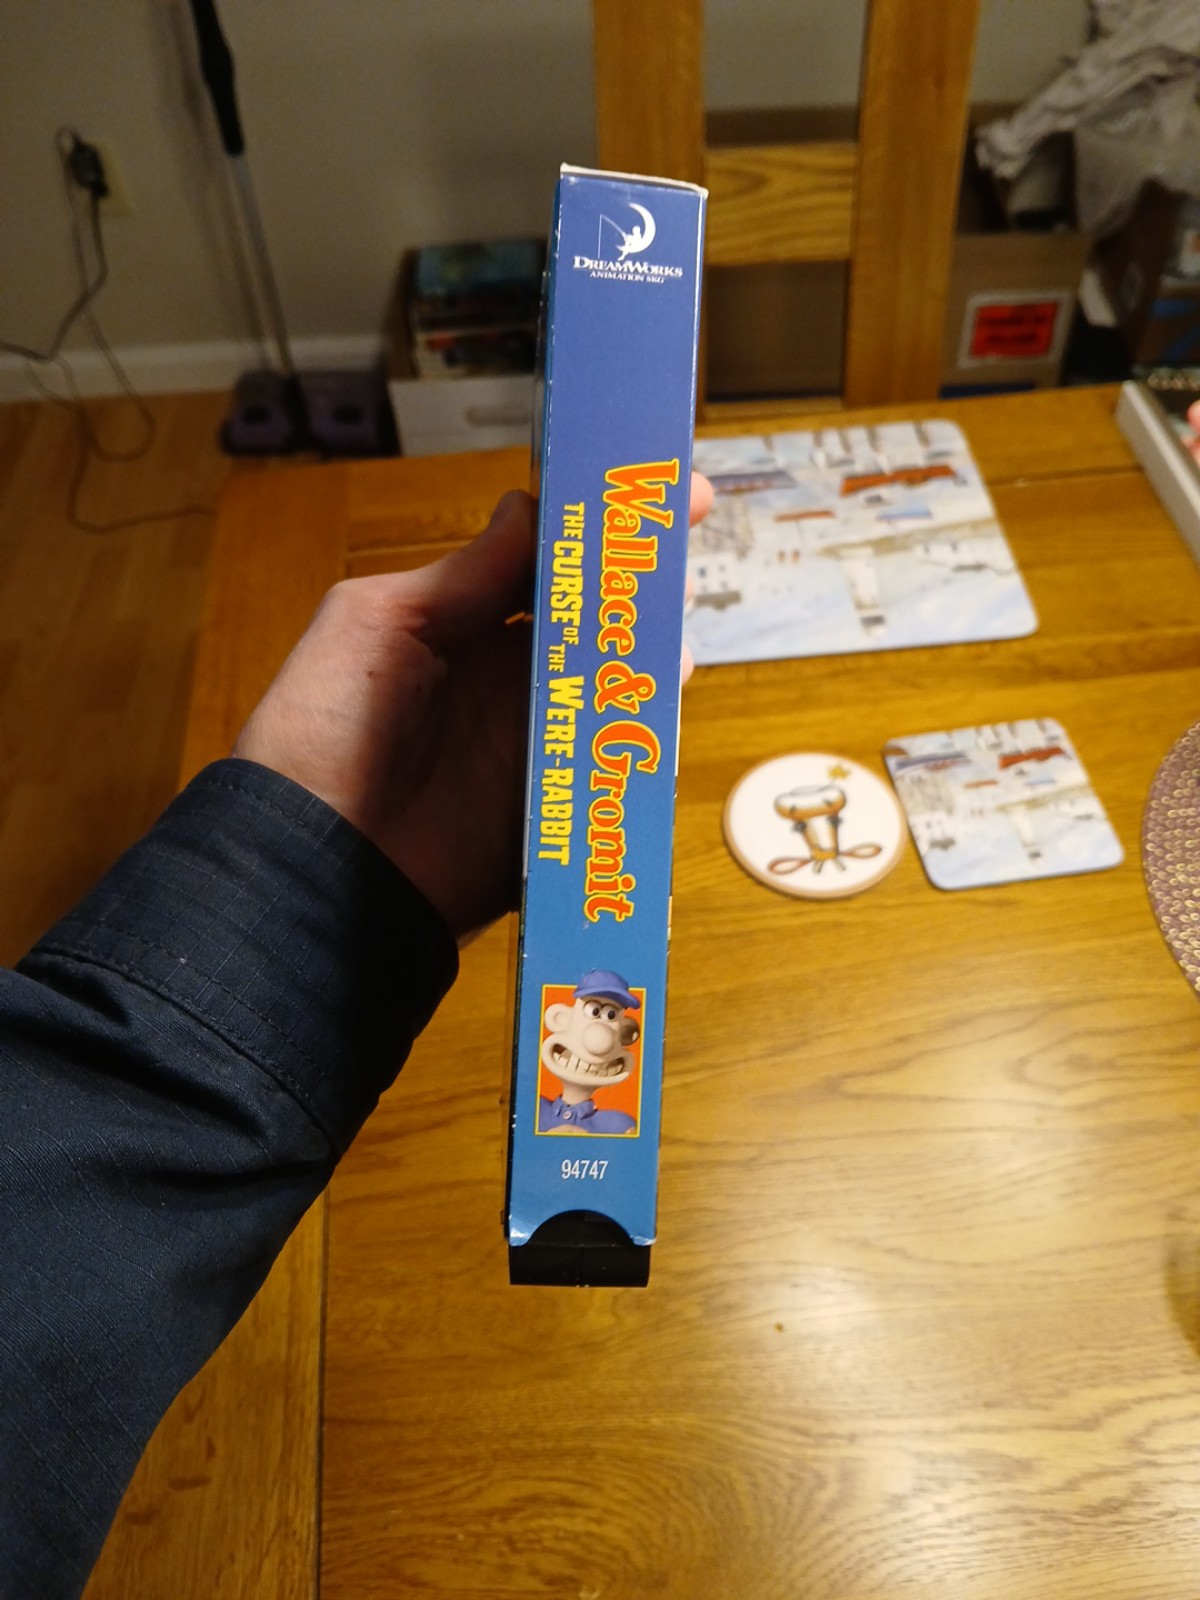 DREAMWORKS
ANIMATION SKG
Wallace & Gromit
THE CURSE OF THE WERE-RABBIT
94747